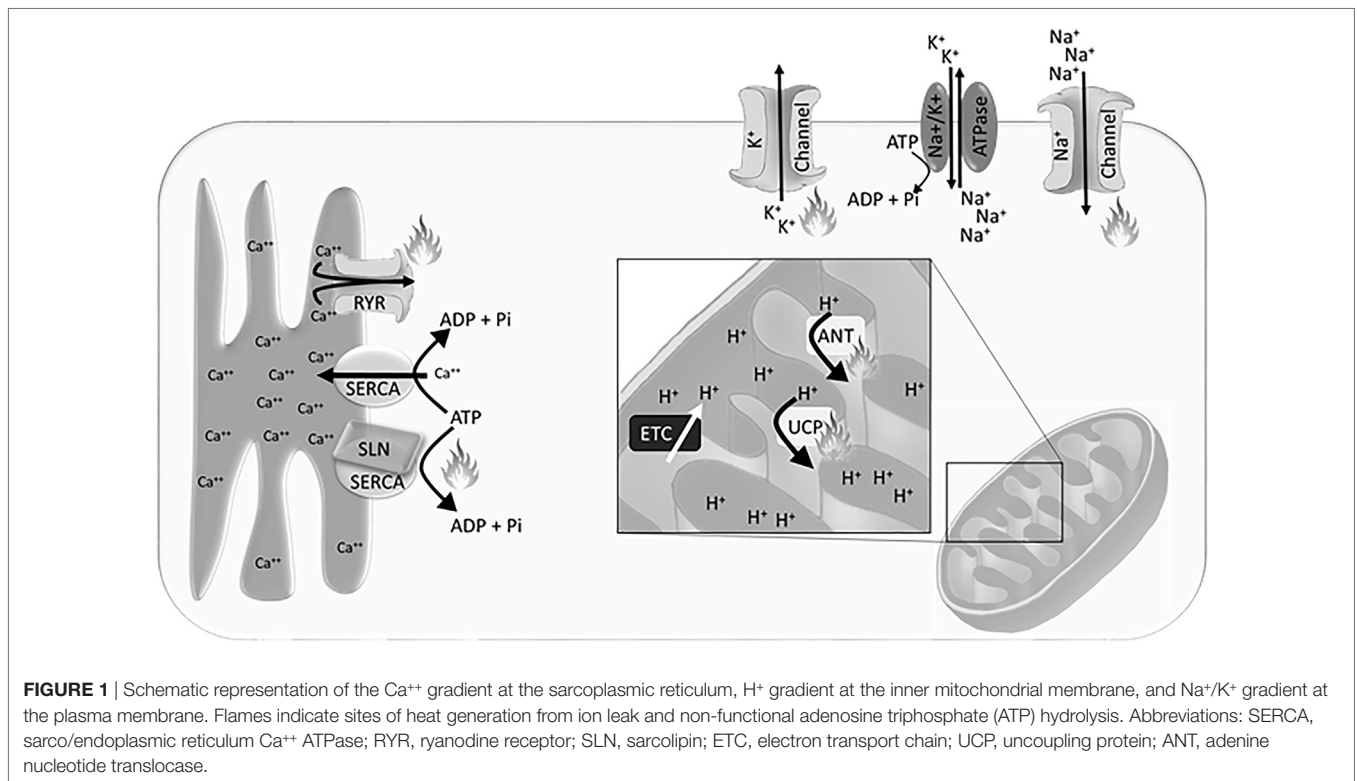 K⁺
K⁺
K⁺
Channel
K⁺
K⁺
Na+/K+
ATPase
ATP
ADP + Pi
Na⁺
Na⁺
Na⁺
Na⁺
Na⁺
Na⁺
Na⁺
Channel
Ca⁺⁺
Ca⁺⁺
RYR
Ca⁺⁺
Ca⁺⁺
Ca⁺⁺
Ca⁺⁺
Ca⁺⁺
Ca⁺⁺
Ca⁺⁺
Ca⁺⁺
Ca⁺⁺
Ca⁺⁺
Ca⁺⁺
Ca⁺⁺
Ca⁺⁺
Ca⁺⁺
ADP + Pi
SERCA
Ca⁺⁺
ATP
SLN
SERCA
ADP + Pi
H⁺
ANT
H⁺
H⁺
H⁺
H⁺
H⁺
H⁺
ETC
UCP
H⁺
H⁺
H⁺
H⁺
H⁺
H⁺
FIGURE 1 | Schematic representation of the Ca⁺⁺ gradient at the sarcoplasmic reticulum, H⁺ gradient at the inner mitochondrial membrane, and Na⁺/K⁺ gradient at
the plasma membrane. Flames indicate sites of heat generation from ion leak and non-functional adenosine triphosphate (ATP) hydrolysis. Abbreviations: SERCA,
sarco/endoplasmic reticulum Ca⁺⁺ ATPase; RYR, ryanodine receptor; SLN, sarcolipin; ETC, electron transport chain; UCP, uncoupling protein; ANT, adenine
nucleotide translocase.